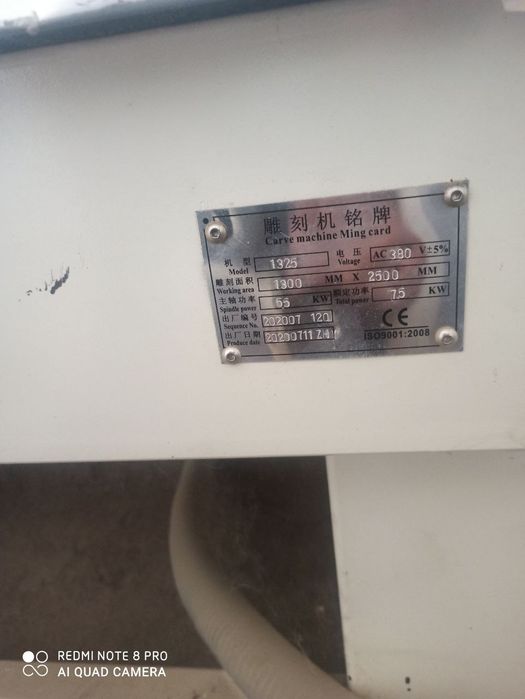 雕刻机铭牌
Carve machine Ming card
机型 Model 1325 电压 Voltage AC 380 V±5%
雕刻面积 Working area 1300 MM X 2500 MM
主轴功率 Spindle power 5.5 KW 额定功率 Total power 7.5 KW
出厂编号 Sequence No. 202007 120
出厂日期 Produce date 20200711 CE
ISO9001:2008
REDMI NOTE 8 PRO
AI QUAD CAMERA